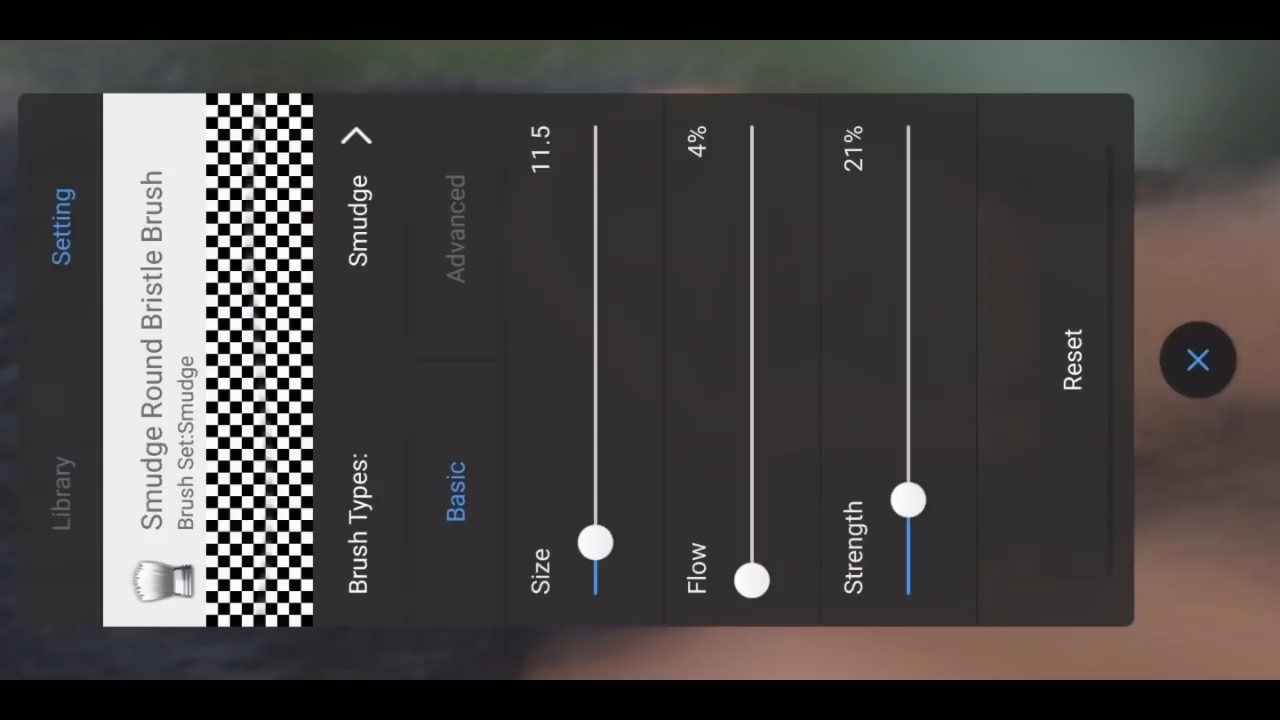 Library Setting
Smudge Round Bristle Brush
Brush Set:Smudge
Brush Types: Smudge
Basic Advanced
Size 11.5
Flow 4%
Strength 21%
Reset